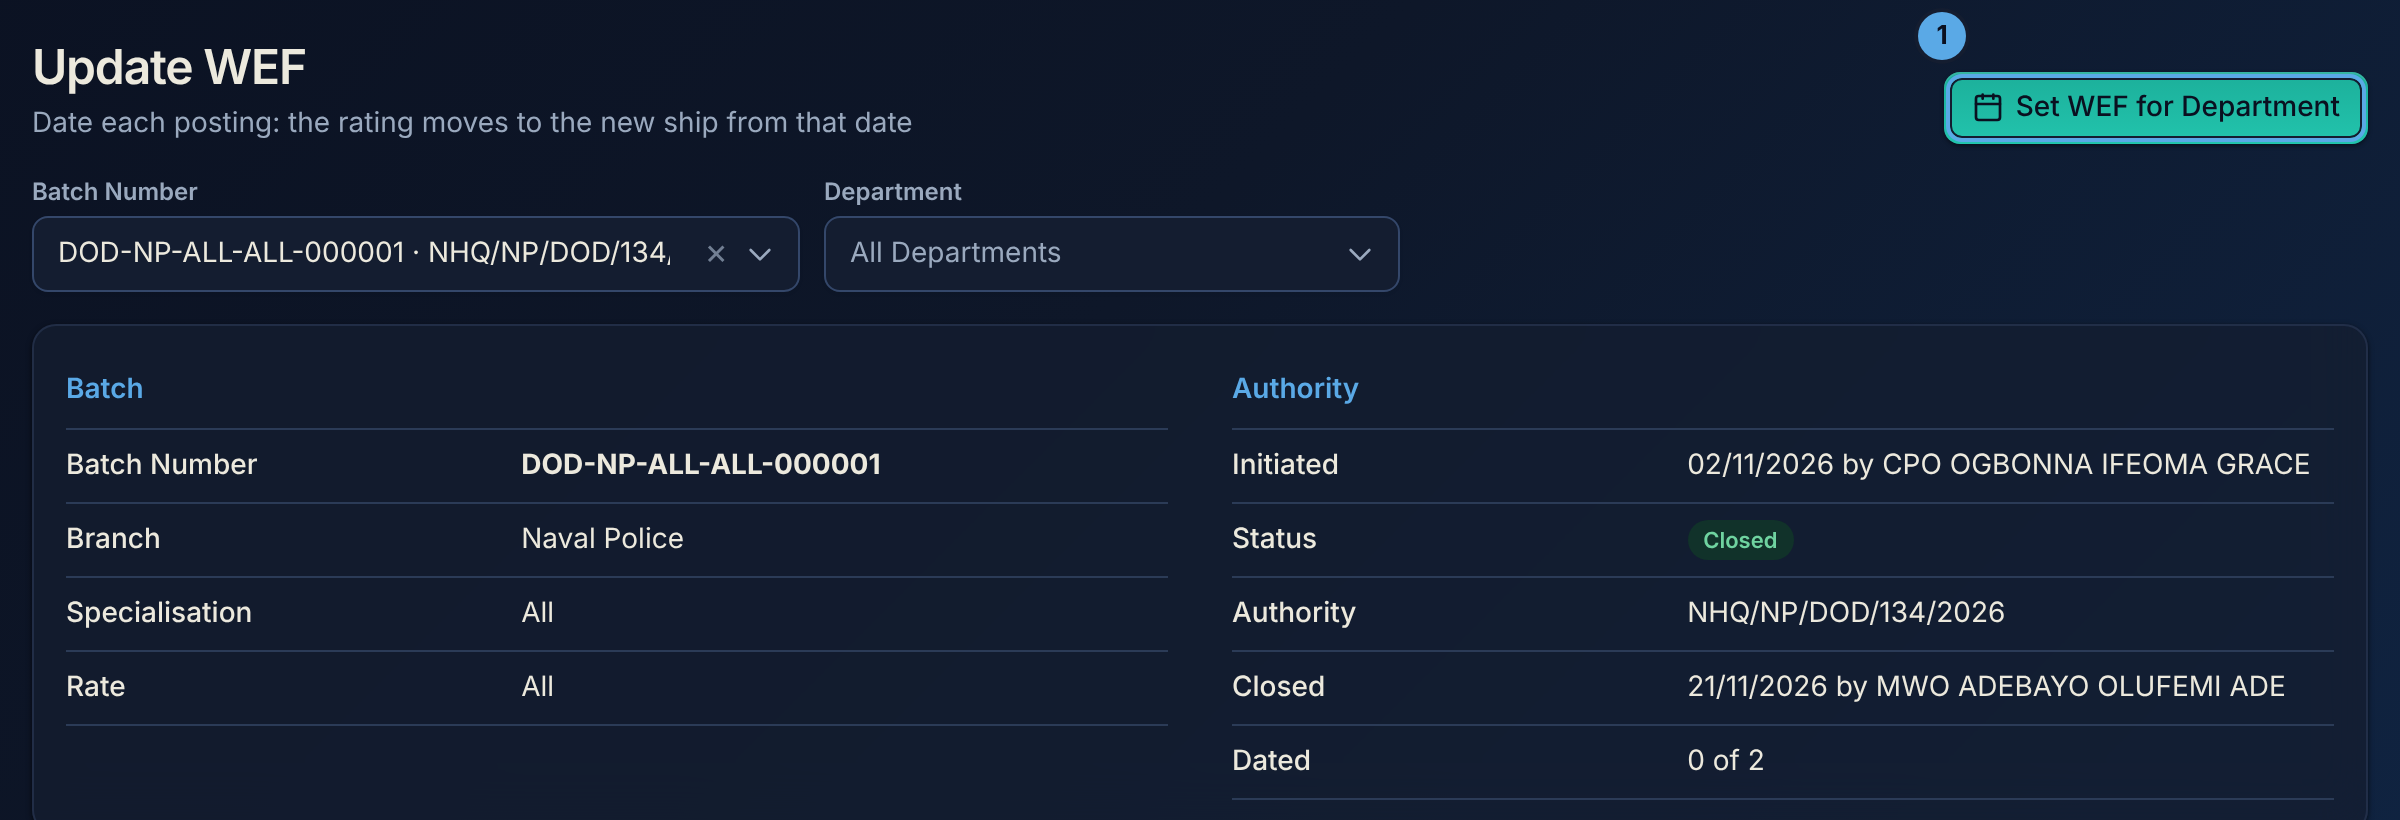 1
Update WEF
Set WEF for Department
Date each posting: the rating moves to the new ship from that date
Batch Number
Department
DOD-NP-ALL-ALL-000001 · NHQ/NP/DOD/134/
All Departments
Batch
Authority
Batch Number DOD-NP-ALL-ALL-000001
Initiated 02/11/2026 by CPO OGBONNA IFEOMA GRACE
Branch Naval Police
Status Closed
Specialisation All
Authority NHQ/NP/DOD/134/2026
Rate All
Closed 21/11/2026 by MWO ADEBAYO OLUFEMI ADE
Dated 0 of 2